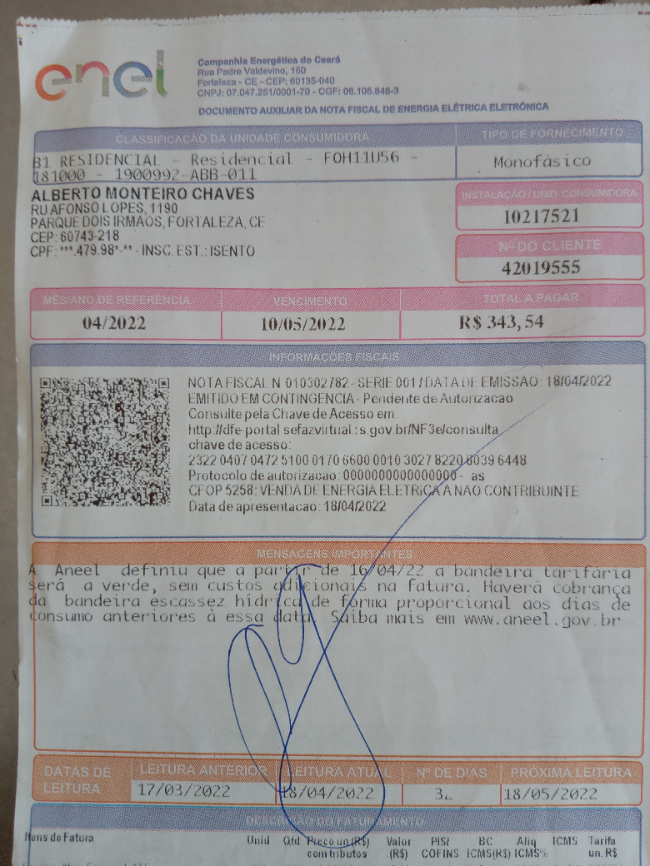 enel
Companhia Energética do Ceará
Rua Padre Valdevino, 150
Fortaleza - CE - CEP: 60135-040
CNPJ: 07.047.251/0001-70 - CGF: 06.105.848-3
DOCUMENTO AUXILIAR DA NOTA FISCAL DE ENERGIA ELÉTRICA ELETRÔNICA
CLASSIFICAÇÃO DA UNIDADE CONSUMIDORA
TIPO DE FORNECIMENTO
B1 RESIDENCIAL - Residencial - FOH11U56 -
181000 - 1900992-ABB-011
Monofásico
ALBERTO MONTEIRO CHAVES
RU AFONSO LOPES, 1190
PARQUE DOIS IRMÃOS, FORTALEZA, CE
CEP: 60743-218
CPF: ***.479.98*-** - INSC. EST.: ISENTO
INSTALAÇÃO / UNID. CONSUMIDORA
10217521
Nº DO CLIENTE
42019555
MÊS/ANO DE REFERÊNCIA
VENCIMENTO
TOTAL A PAGAR
04/2022
10/05/2022
R$ 343,54
INFORMAÇÕES FISCAIS
NOTA FISCAL N 010302782 - SERIE 001 / DATA DE EMISSAO: 18/04/2022
EMITIDO EM CONTINGENCIA - Pendente de Autorizacao
Consulte pela Chave de Acesso em:
http://dfe-portal.sefazvirtual.rs.gov.br/NF3e/consulta
chave de acesso:
2322 0407 0472 5100 0170 6600 0010 3027 8220 8039 6448
Protocolo de autorizacao: 0000000000000000 - as
CFOP 5258: VENDA DE ENERGIA ELETRICA A NAO CONTRIBUINTE
Data de apresentacao: 18/04/2022
MENSAGENS IMPORTANTES
A Aneel definiu que a partir de 16/04/22 a bandeira tarifária
será a verde, sem custos adicionais na fatura. Haverá cobrança
da bandeira escassez hídrica de forma proporcional aos dias de
consumo anteriores à essa data. Saiba mais em www.aneel.gov.br
DATAS DE
LEITURA
LEITURA ANTERIOR
LEITURA ATUAL
Nº DE DIAS
PRÓXIMA LEITURA
17/03/2022
18/04/2022
18/05/2022
DESCRIÇÃO DO FATURAMENTO
Itens de Fatura
Unid
Qtd
Preço un (R$)
com tributos
Valor
(R$)
PIS/
COFINS
BC
ICMS(R$)
Aliq
ICMS%
ICMS
Tarifa
un. R$